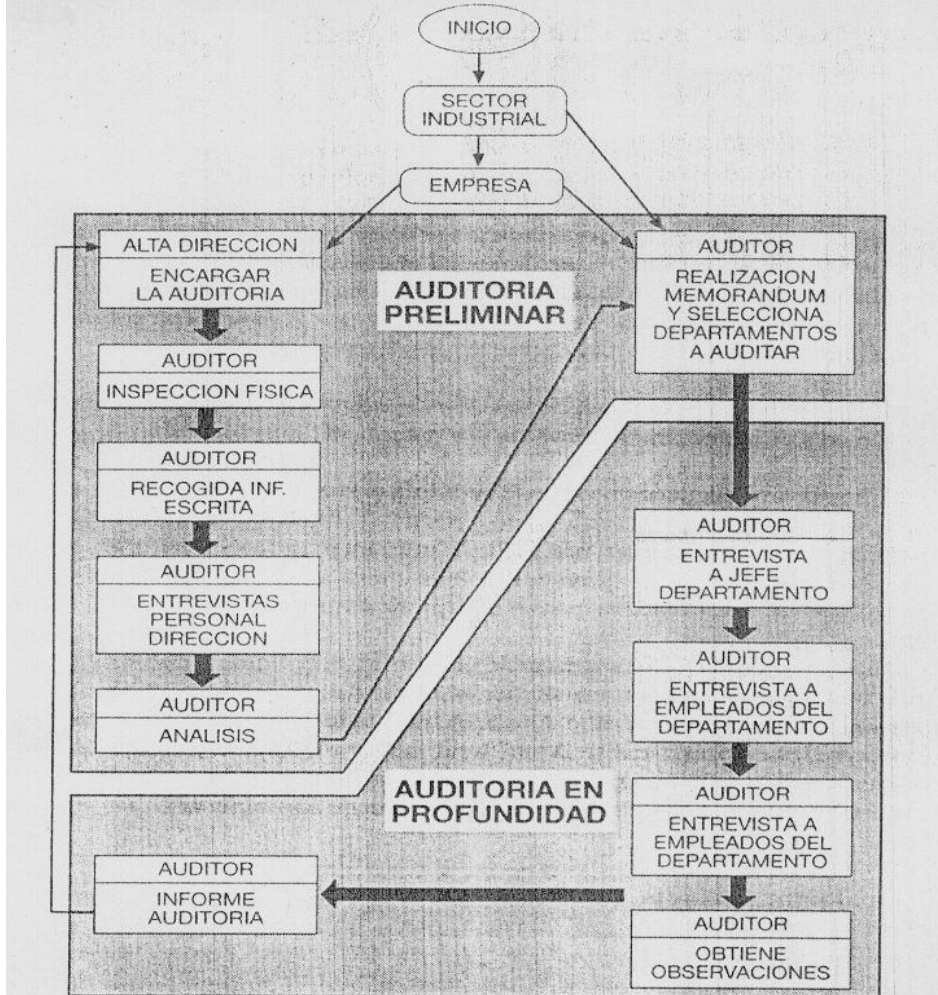 INICIO
SECTOR
INDUSTRIAL
EMPRESA
ALTA DIRECCION
ENCARGAR
LA AUDITORIA
AUDITOR
INSPECCION FISICA
AUDITOR
RECOGIDA INF.
ESCRITA
AUDITOR
ENTREVISTAS
PERSONAL
DIRECCION
AUDITOR
ANALISIS
AUDITORIA
PRELIMINAR
AUDITOR
REALIZACION
MEMORANDUM
Y SELECCIONA
DEPARTAMENTOS
A AUDITAR
AUDITOR
ENTREVISTA
A JEFE
DEPARTAMENTO
AUDITOR
ENTREVISTA A
EMPLEADOS DEL
DEPARTAMENTO
AUDITOR
ENTREVISTA A
EMPLEADOS DEL
DEPARTAMENTO
AUDITOR
OBTIENE
OBSERVACIONES
AUDITORIA EN
PROFUNDIDAD
AUDITOR
INFORME
AUDITORIA